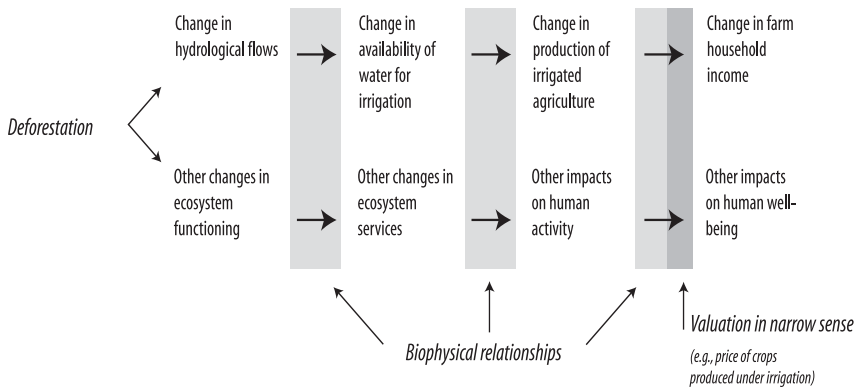 Deforestation
Change in
hydrological flows
Change in
availability of
water for
irrigation
Change in
production of
irrigated
agriculture
Change in farm
household
income
Other changes in
ecosystem
functioning
Other changes in
ecosystem
services
Other impacts
on human
activity
Other impacts
on human well-
being
Biophysical relationships
Valuation in narrow sense
(e.g., price of crops
produced under irrigation)